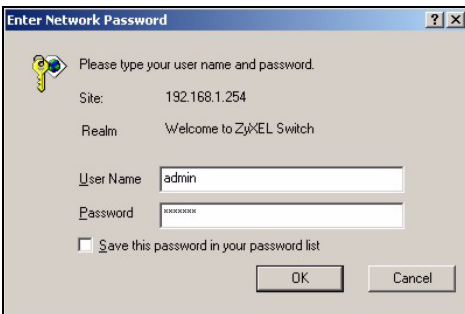 Enter Network Password
Please type your user name and password.
Site: 192.168.1.254
Realm Welcome to ZyXEL Switch
User Name admin
Password *******
Save this password in your password list
OK Cancel